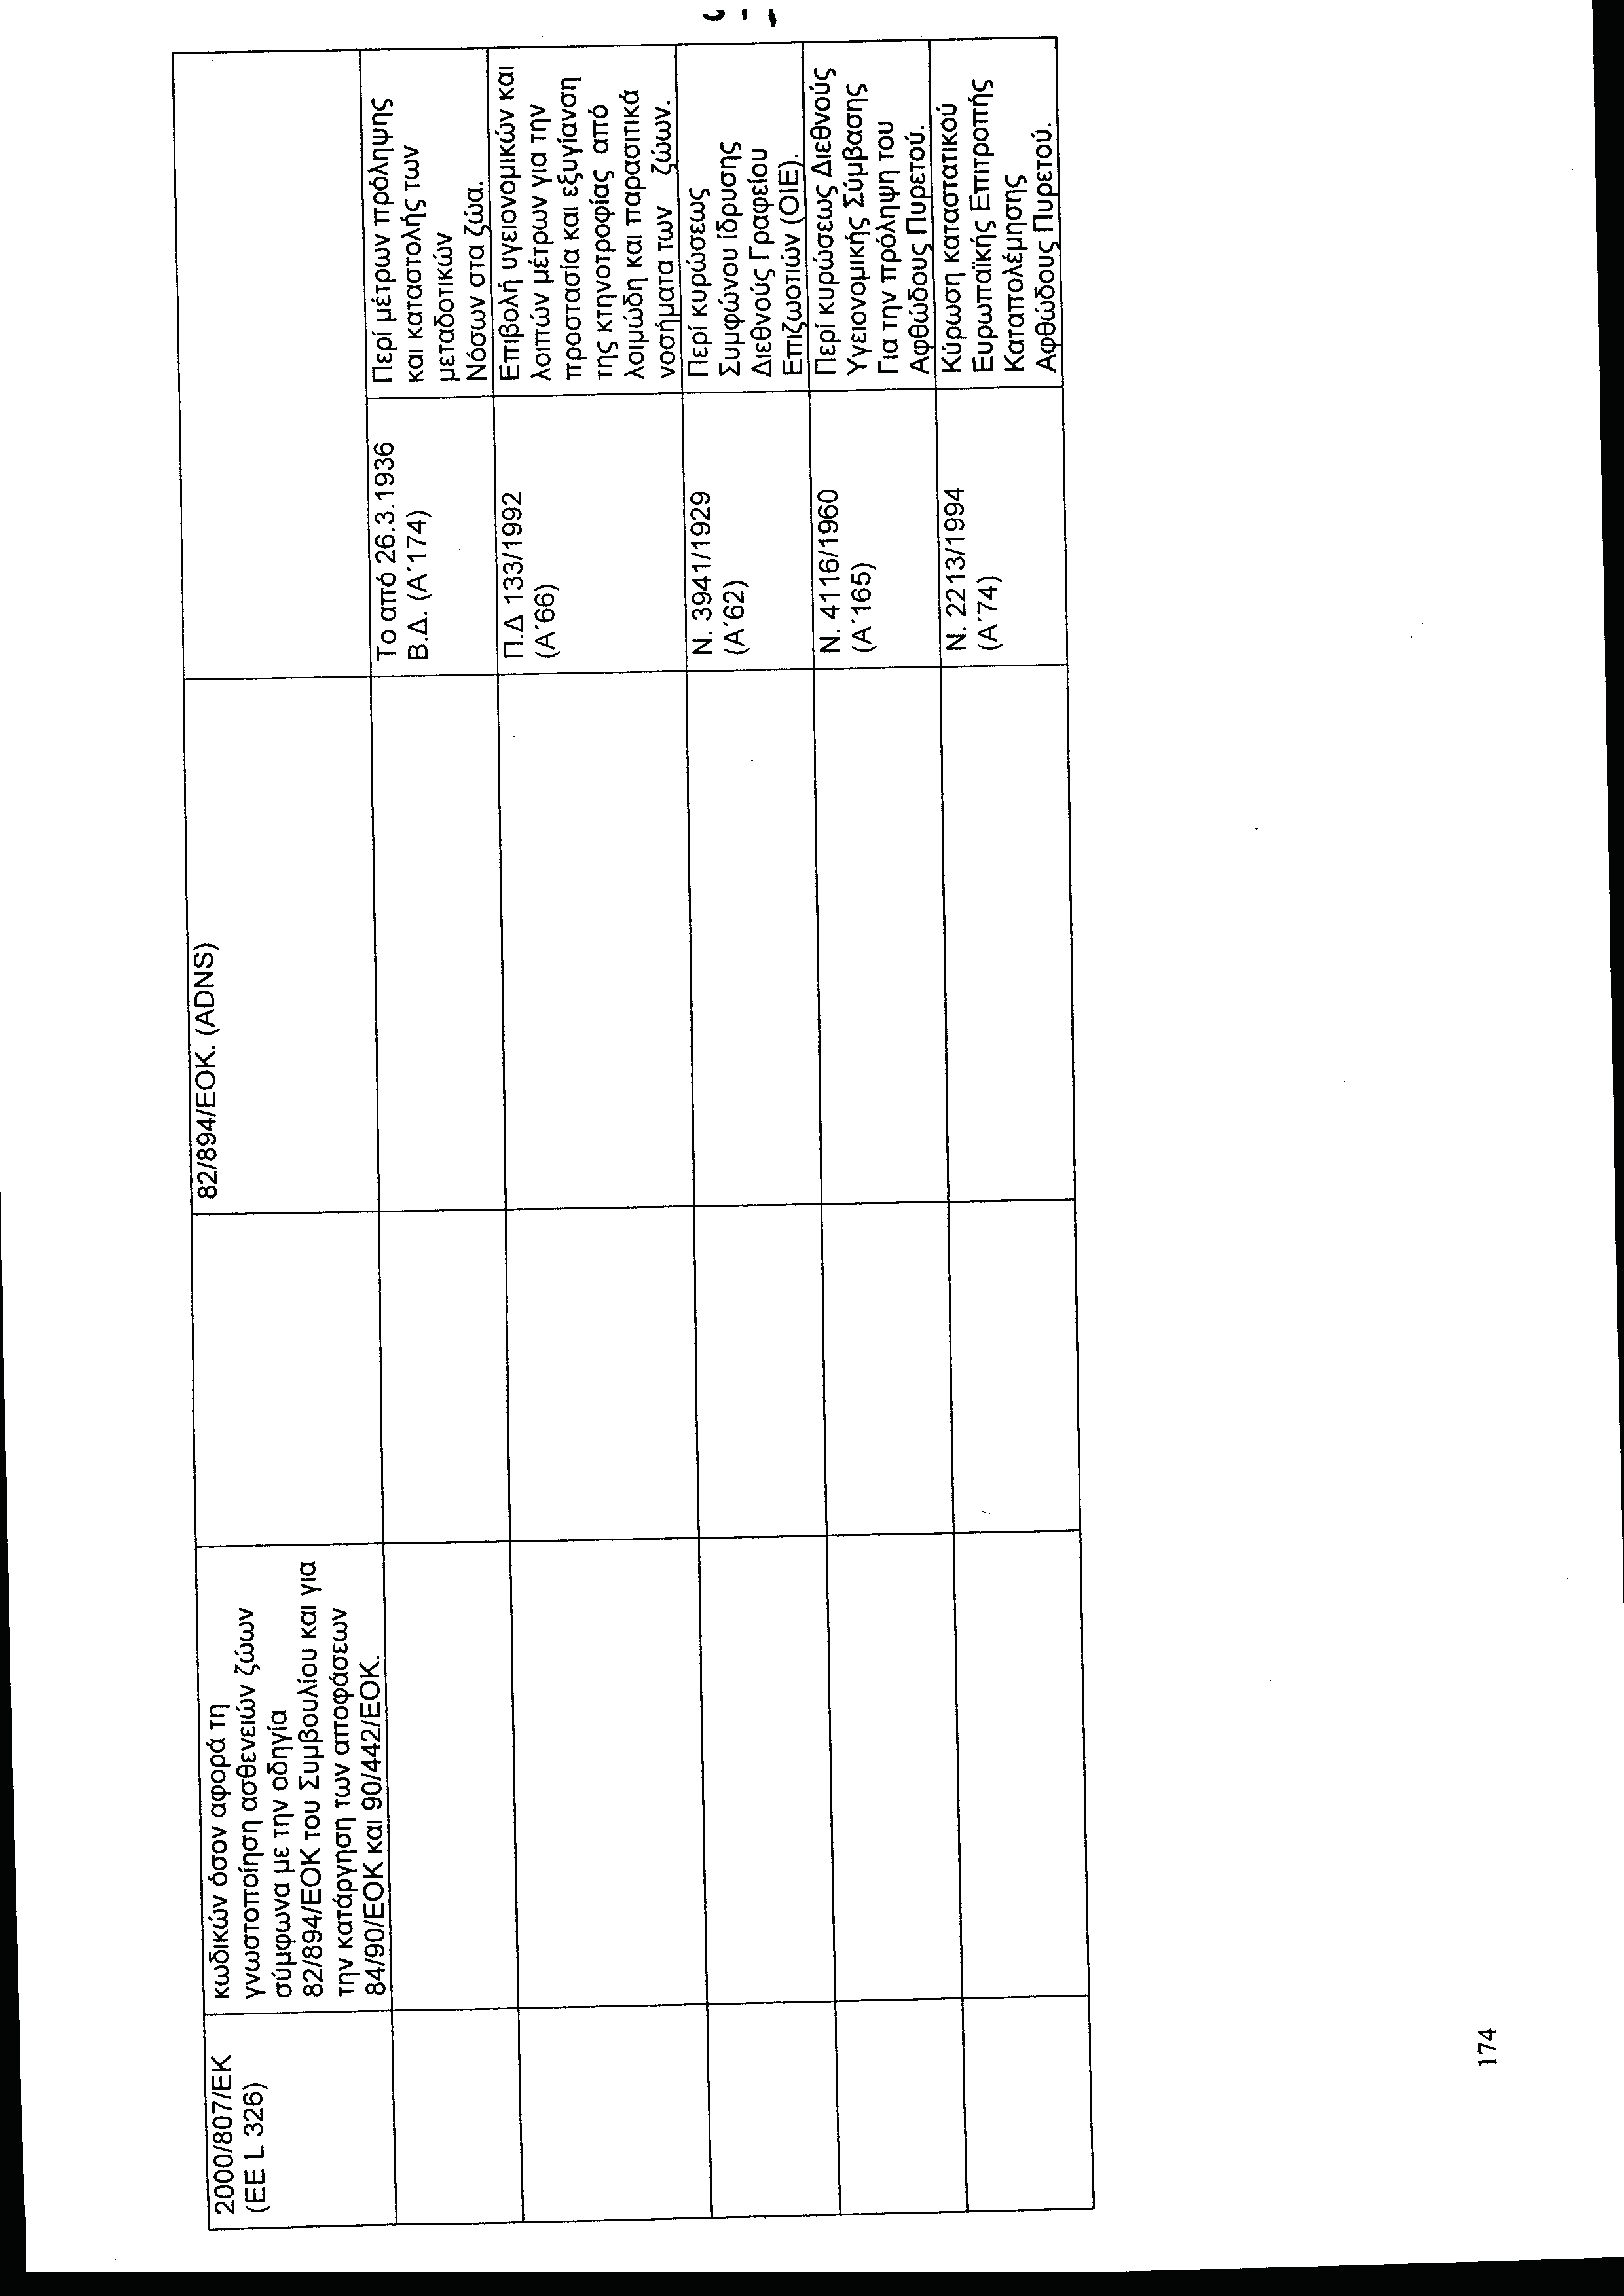 2000/807/ΕΚ
(ΕΕ L 326)
κωδικών όσον αφορά τη
γνωστοποίηση ασθενειών ζώων
σύμφωνα με την οδηγία
82/894/ΕΟΚ του Συμβουλίου και για
την κατάργηση των αποφάσεων
84/90/ΕΟΚ και 90/442/ΕΟΚ.
82/894/ΕΟΚ. (ADNS)
Το από 26.3.1936
Β.Δ. (Α΄174)
Περί μέτρων πρόληψης
και καταστολής των
μεταδοτικών
Νόσων στα ζώα.
Π.Δ 133/1992
(Α΄66)
Επιβολή υγειονομικών και
λοιπών μέτρων για την
προστασία και εξυγίανση
της κτηνοτροφίας από
λοιμώδη και παρασιτικά
νοσήματα των ζώων.
Ν. 3941/1929
(Α΄62)
Περί κυρώσεως
Συμφώνου ίδρυσης
Διεθνούς Γραφείου
Επιζωοτιών (ΟΙΕ).
Ν. 4116/1960
(Α΄165)
Περί κυρώσεως Διεθνούς
Υγειονομικής Σύμβασης
Για την πρόληψη του
Αφθώδους Πυρετού.
Ν. 2213/1994
(Α΄74)
Κύρωση καταστατικού
Ευρωπαϊκής Επιτροπής
Καταπολέμησης
Αφθώδους Πυρετού.
174